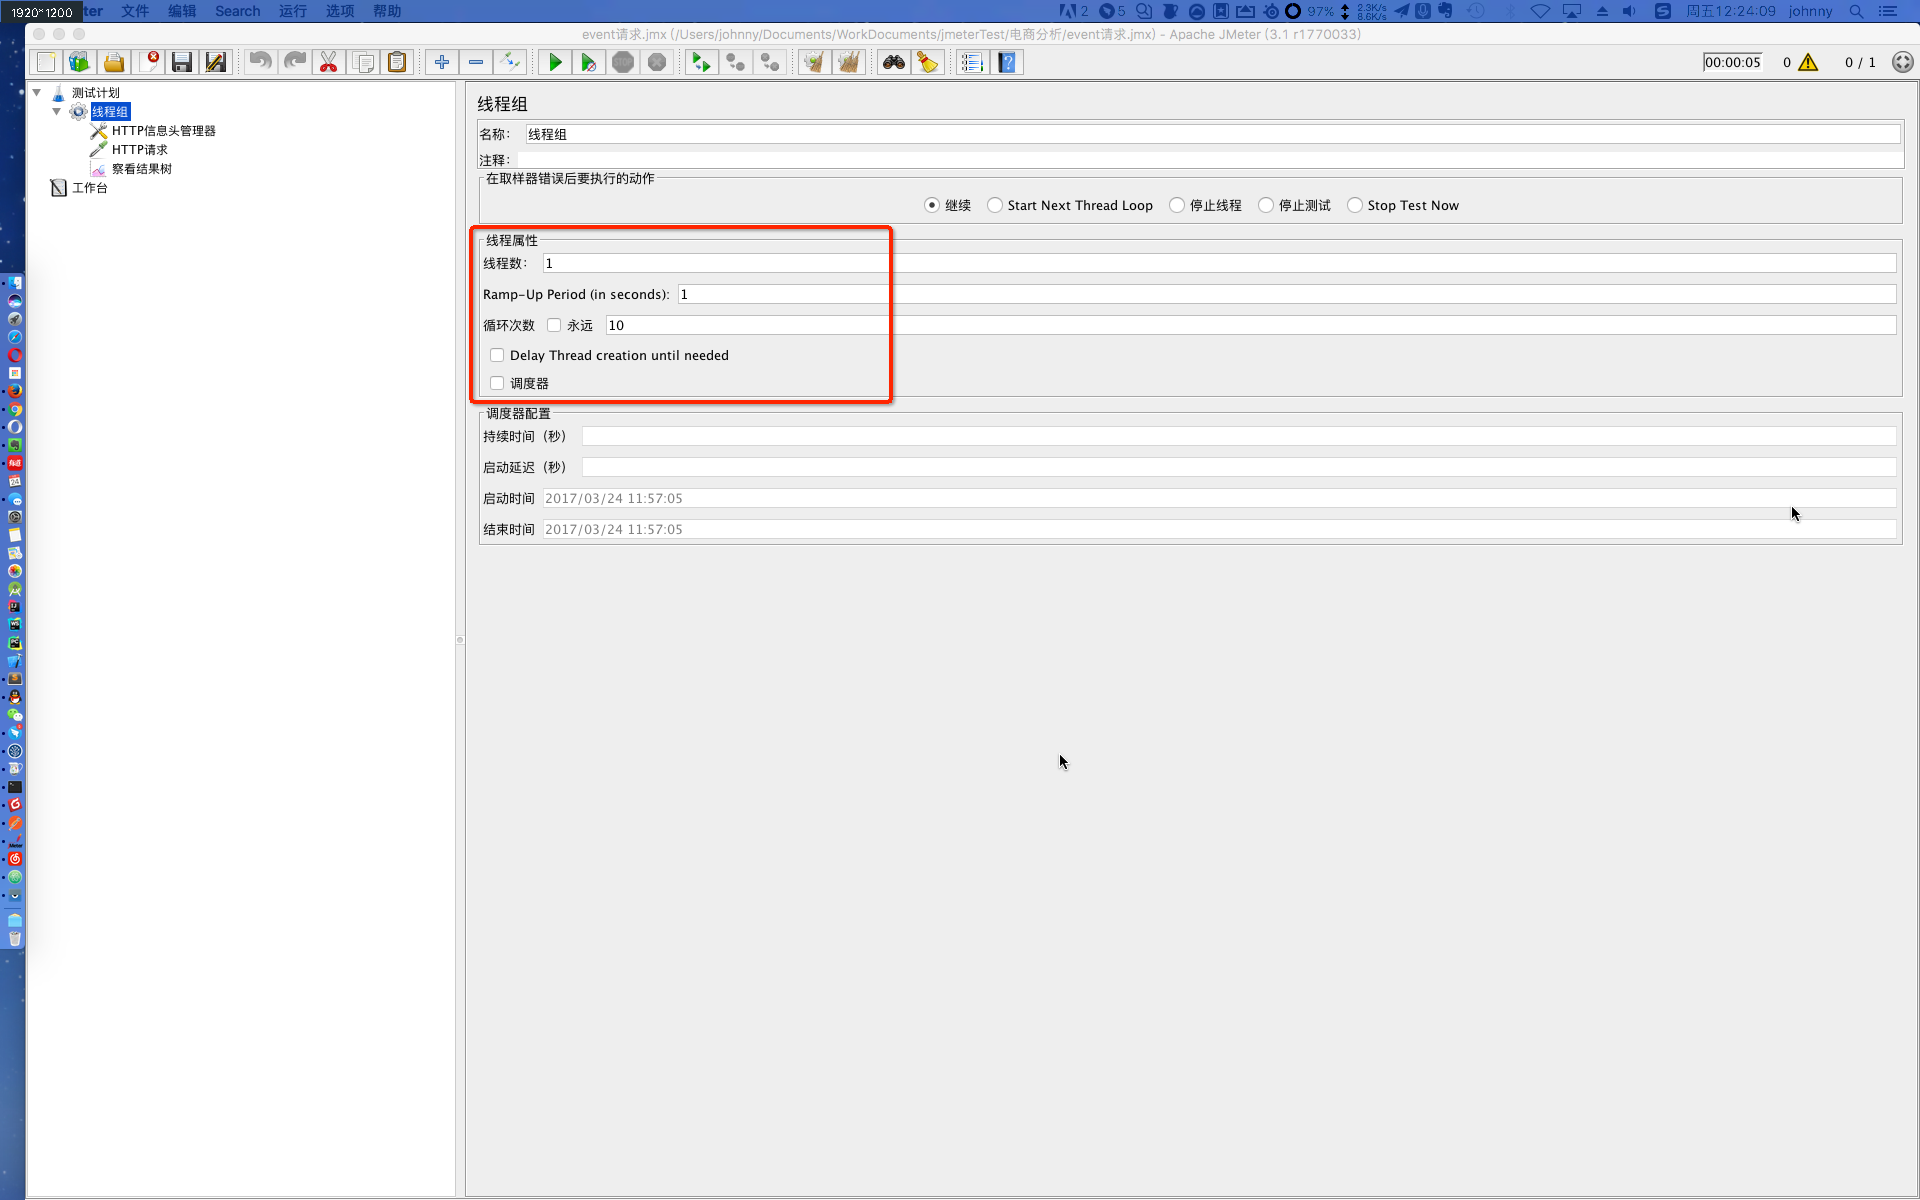 1920*1200
ter 文件 编辑 Search 运行 选项 帮助 2 5 97% 2.3K/s 8.6K/s 周五12:24:09 johnny
event请求.jmx (/Users/johnny/Documents/WorkDocuments/jmeterTest/电商分析/event请求.jmx) - Apache JMeter (3.1 r1770033)
STOP 00:00:05 0 0 / 1
测试计划
线程组
HTTP信息头管理器
HTTP请求
察看结果树
工作台
线程组
名称： 线程组
注释：
在取样器错误后要执行的动作
继续 Start Next Thread Loop 停止线程 停止测试 Stop Test Now
线程属性
线程数： 1
Ramp-Up Period (in seconds): 1
循环次数 永远 10
Delay Thread creation until needed
调度器
调度器配置
持续时间（秒）
启动延迟（秒）
启动时间 2017/03/24 11:57:05
结束时间 2017/03/24 11:57:05